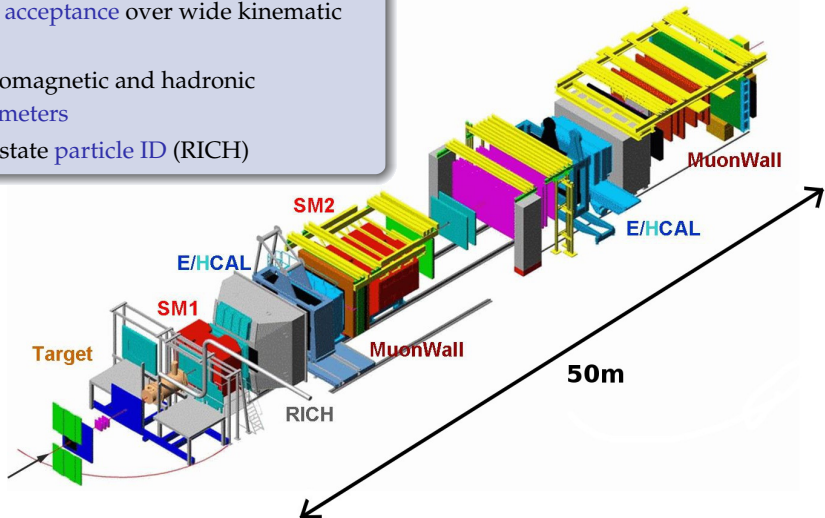 acceptance over wide kinematic
omagnetic and hadronic
meters
state particle ID (RICH)
MuonWall
SM2
E/HCAL
E/HCAL
SM1
Target
MuonWall
50m
RICH